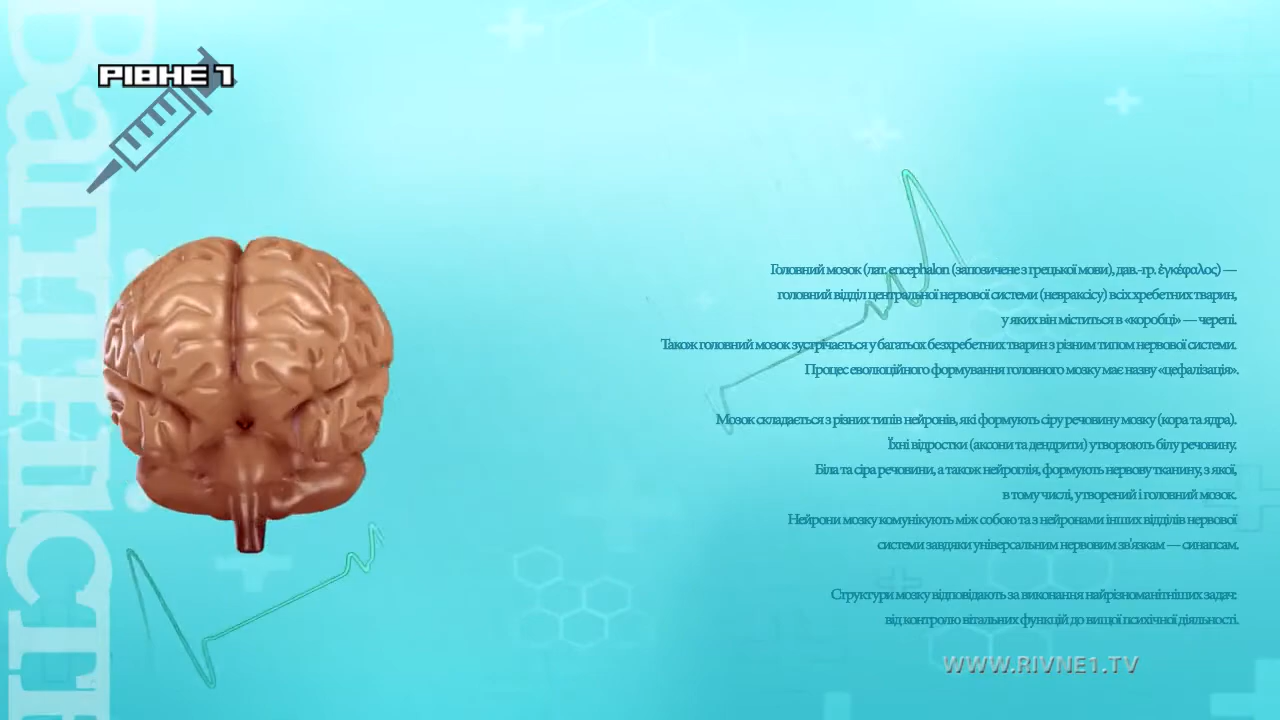 РІВНЕ 1
Головний мозок (лат. encephalon (запозичене з грецької мови), дав.-гр. ἐγκέφαλος) —
головний відділ центральної нервової системи (невраксісу) всіх хребетних тварин,
у яких він міститься в «коробці» — черепі.
Також головний мозок зустрічається у багатьох безхребетних тварин з різним типом нервової системи.
Процес еволюційного формування головного мозку має назву «цефалізація».
Мозок складається з різних типів нейронів, які формують сіру речовину мозку (кора та ядра).
Їхні відростки (аксони та дендрити) утворюють білу речовину.
Біла та сіра речовини, а також нейроглія, формують нервову тканину, з якої,
в тому числі, утворений і головний мозок.
Нейрони мозку комунікують між собою та з нейронами інших відділів нервової
системи завдяки універсальним нервовим зв'язкам — синапсам.
Структури мозку відповідають за виконання найрізноманітніших задач:
від контролю вітальних функцій до вищої психічної діяльності.
WWW.RIVNE1.TV